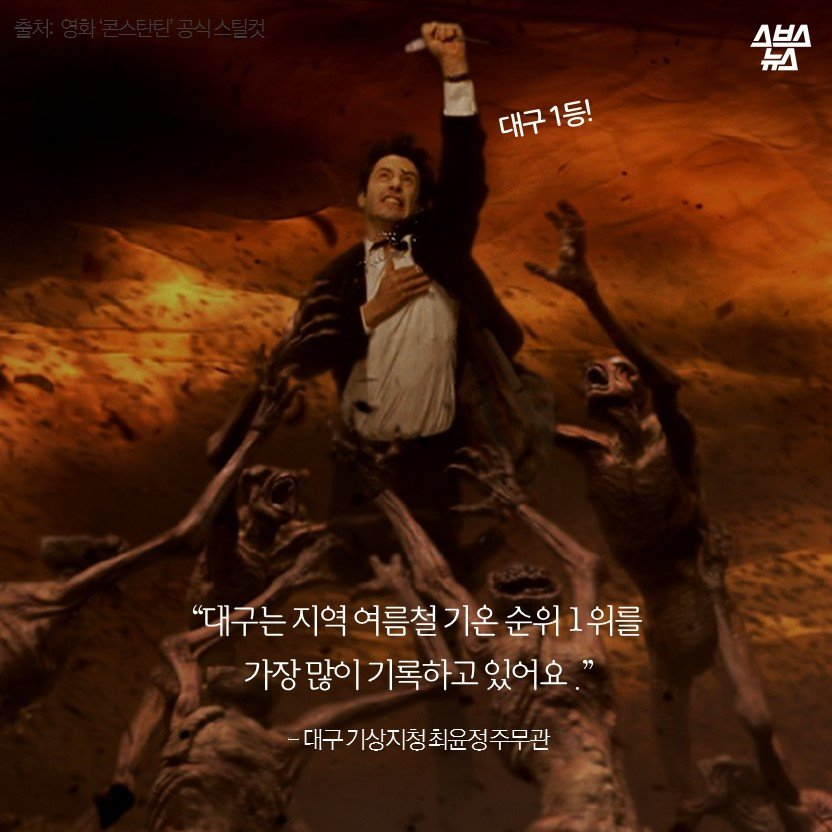 출처: 영화 '콘스탄틴' 공식 스틸컷
스브스
뉴스
대구 1등!
“대구는 지역 여름철 기온 순위 1위를
가장 많이 기록하고 있어요 .”
– 대구 기상지청 최윤정 주무관